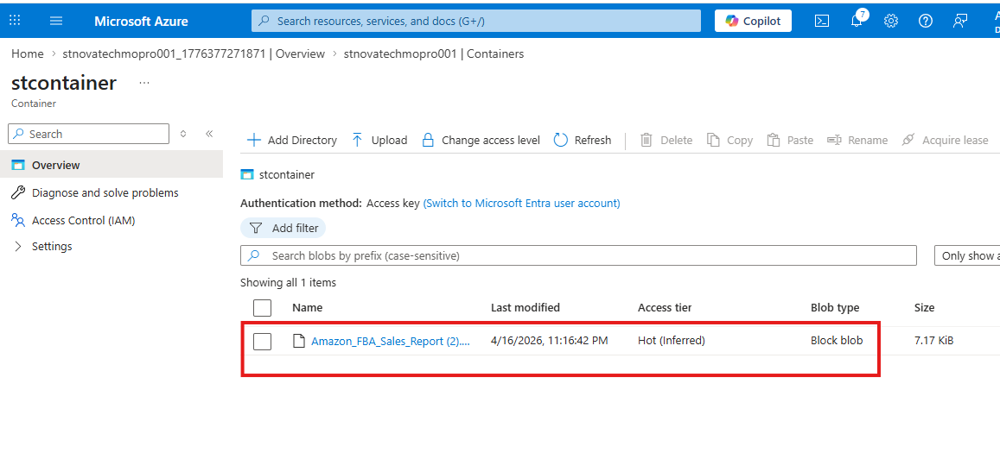 Microsoft Azure
Search resources, services, and docs (G+/)
Copilot
7
Home > stnovatechmopro001_1776377271871 | Overview > stnovatechmopro001 | Containers
stcontainer ...
Container
Search
Add Directory Upload Change access level Refresh Delete Copy Paste Rename Acquire lease
Overview
Diagnose and solve problems
Access Control (IAM)
Settings
stcontainer
Authentication method: Access key (Switch to Microsoft Entra user account)
Add filter
Search blobs by prefix (case-sensitive)
Only show
Showing all 1 items
Name Last modified Access tier Blob type Size
Amazon_FBA_Sales_Report (2).... 4/16/2026, 11:16:42 PM Hot (Inferred) Block blob 7.17 KiB